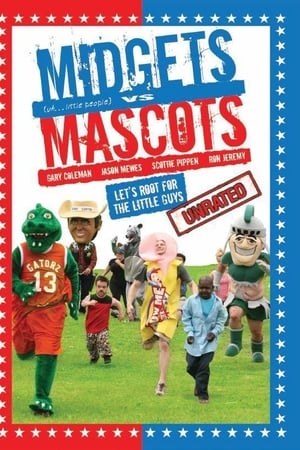 MIDGETS
(uh...little people)
VS
MASCOTS
GARY COLEMAN JASON MEWES SCOTTIE PIPPEN RON JEREMY
LET'S ROOT FOR
THE LITTLE GUYS
UNRATED
GATORZ
13